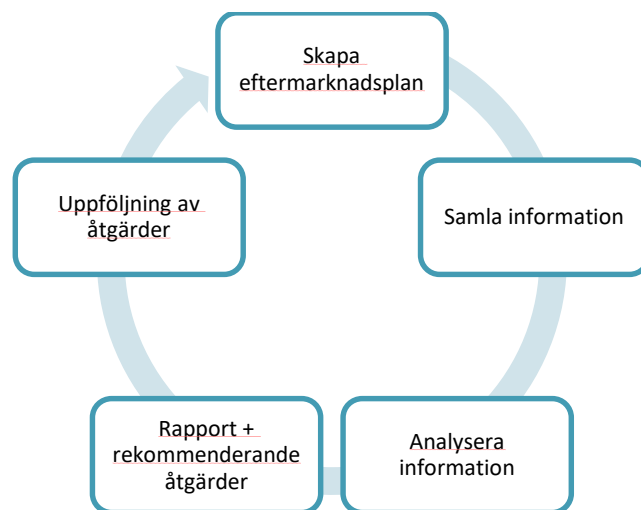 Skapa
eftermarknadsplan
Samla information
Analysera
information
Rapport +
rekommenderande
åtgärder
Uppföljning av
åtgärder